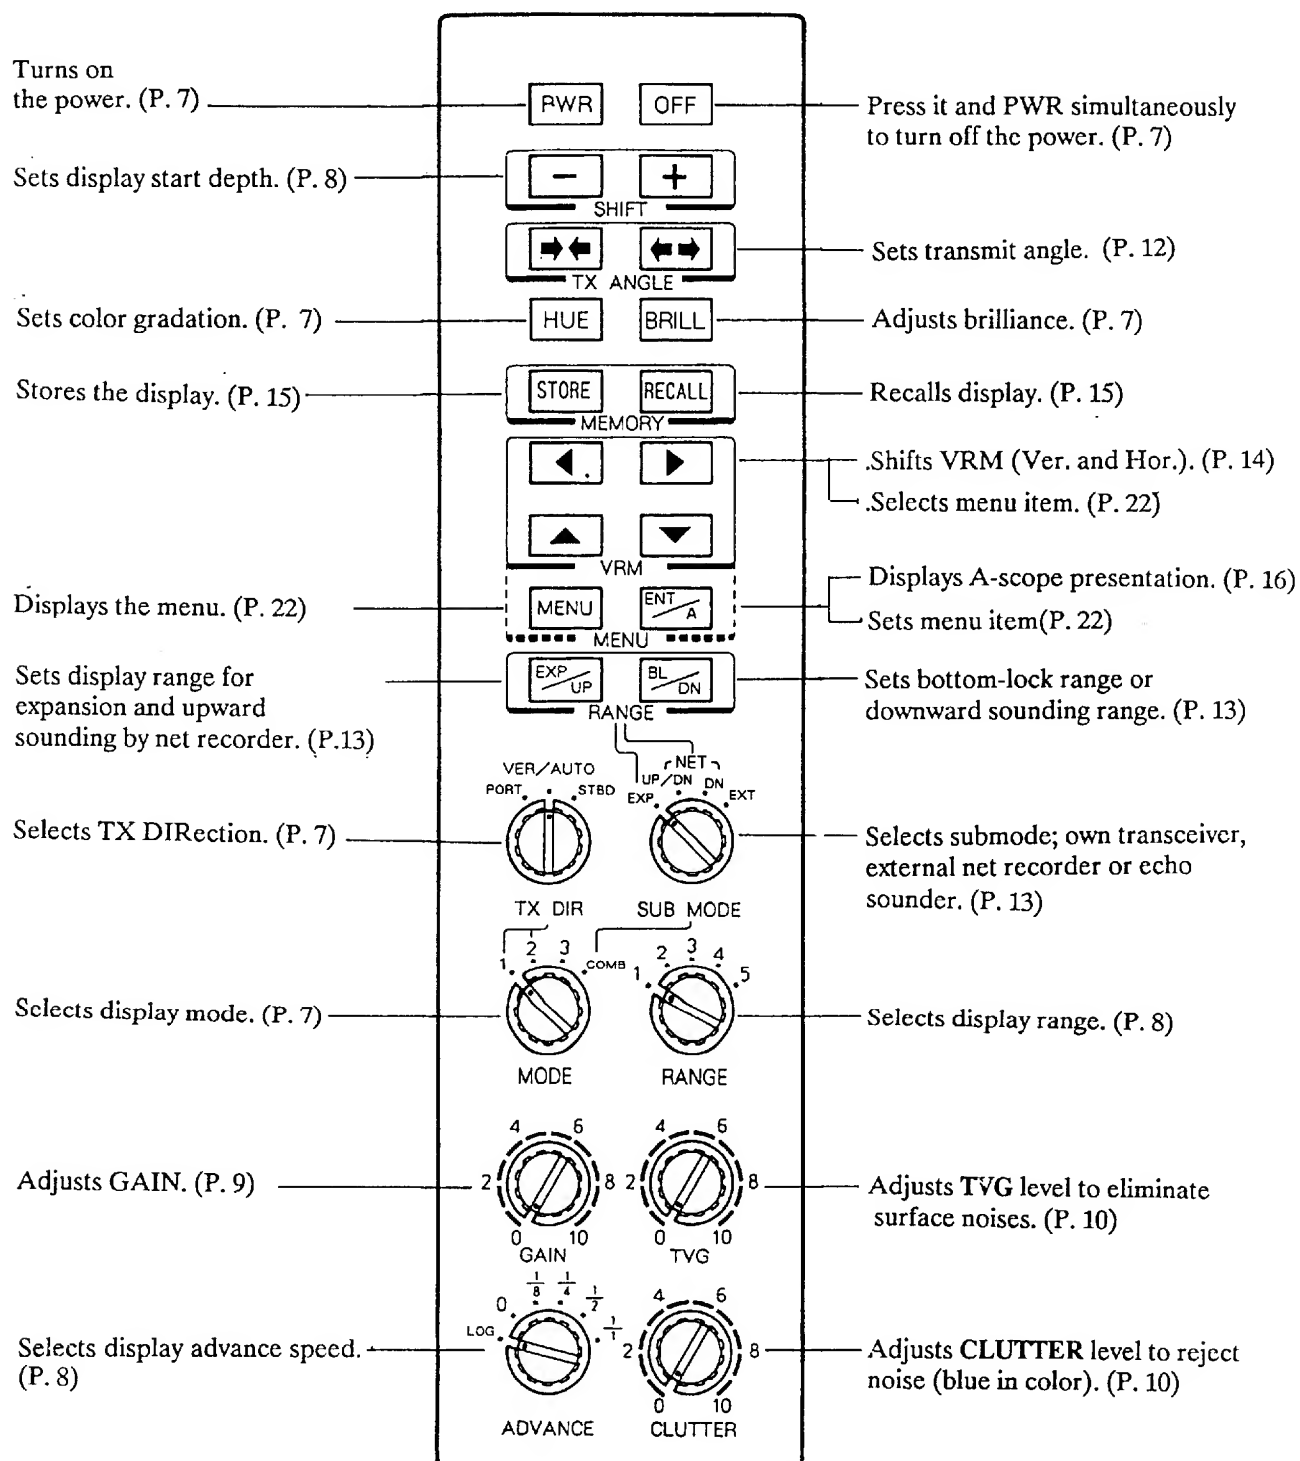 Turns on
the power. (P. 7)
PWR
OFF
Press it and PWR simultaneously
to turn off the power. (P. 7)
Sets display start depth. (P. 8)
−
+
SHIFT
TX ANGLE
Sets transmit angle. (P. 12)
Sets color gradation. (P. 7)
HUE
BRILL
Adjusts brilliance. (P. 7)
Stores the display. (P. 15)
STORE
RECALL
MEMORY
Recalls display. (P. 15)
.Shifts VRM (Ver. and Hor.). (P. 14)
.Selects menu item. (P. 22)
VRM
Displays the menu. (P. 22)
MENU
ENT/A
MENU
Displays A-scope presentation. (P. 16)
Sets menu item(P. 22)
Sets display range for
expansion and upward
sounding by net recorder. (P.13)
EXP/UP
BL/DN
RANGE
Sets bottom-lock range or
downward sounding range. (P. 13)
VER/AUTO
PORT
STBD
NET
UP/DN
DN
EXP
EXT
Selects TX DIRection. (P. 7)
TX DIR
SUB MODE
Selects submode; own transceiver,
external net recorder or echo
sounder. (P. 13)
1 2 3 COMB
1 2 3 4 5
Selects display mode. (P. 7)
MODE
RANGE
Selects display range. (P. 8)
4 6
2 8
0 10
GAIN
Adjusts GAIN. (P. 9)
4 6
2 8
0 10
TVG
Adjusts TVG level to eliminate
surface noises. (P. 10)
LOG 0 1/8 1/4 1/2 1/1
Selects display advance speed.
(P. 8)
ADVANCE
4 6
2 8
0 10
CLUTTER
Adjusts CLUTTER level to reject
noise (blue in color). (P. 10)